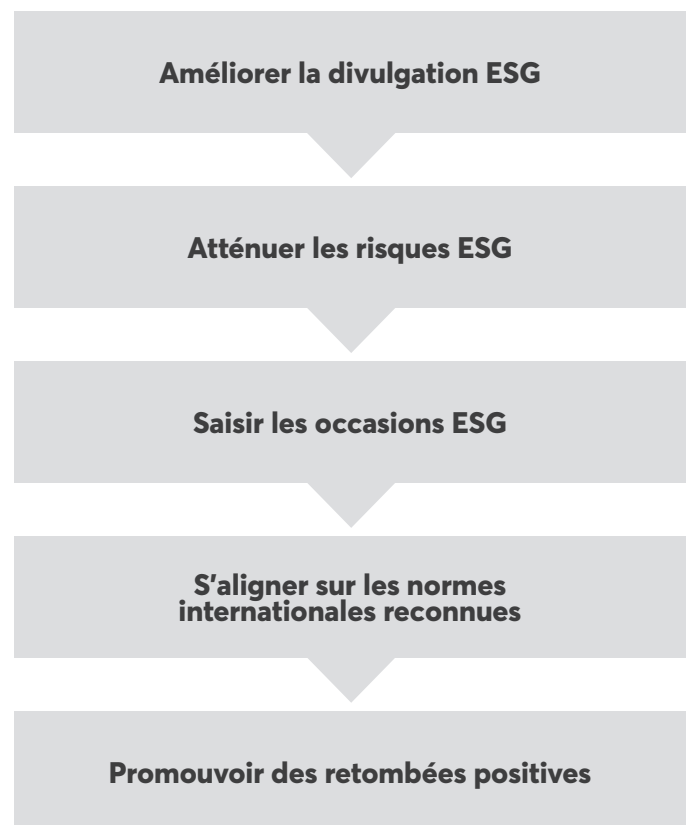 Améliorer la divulgation ESG
Atténuer les risques ESG
Saisir les occasions ESG
S'aligner sur les normes
internationales reconnues
Promouvoir des retombées positives